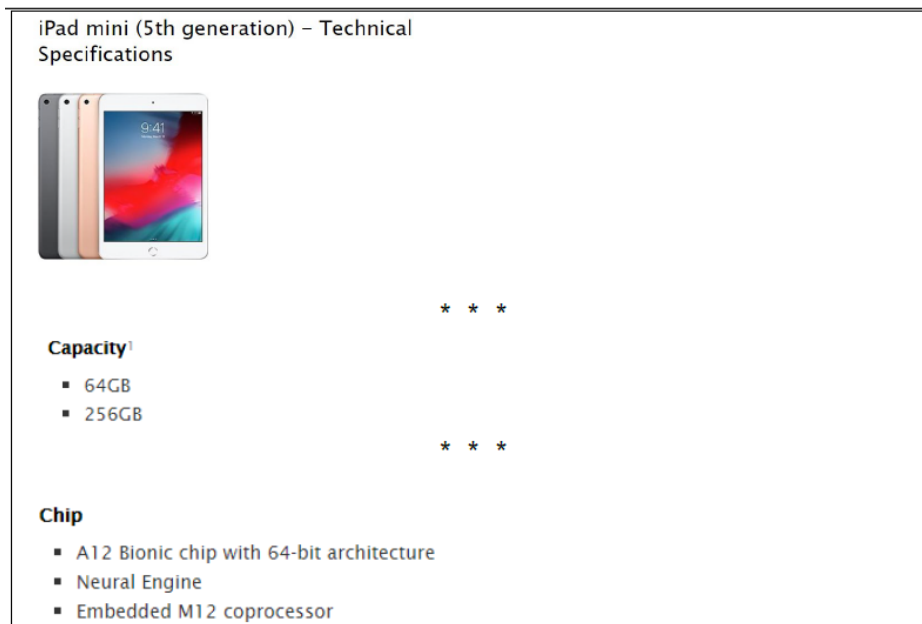 iPad mini (5th generation) – Technical
Specifications
9:41
* * *
Capacity1
▪ 64GB
▪ 256GB
* * *
Chip
▪ A12 Bionic chip with 64-bit architecture
▪ Neural Engine
▪ Embedded M12 coprocessor